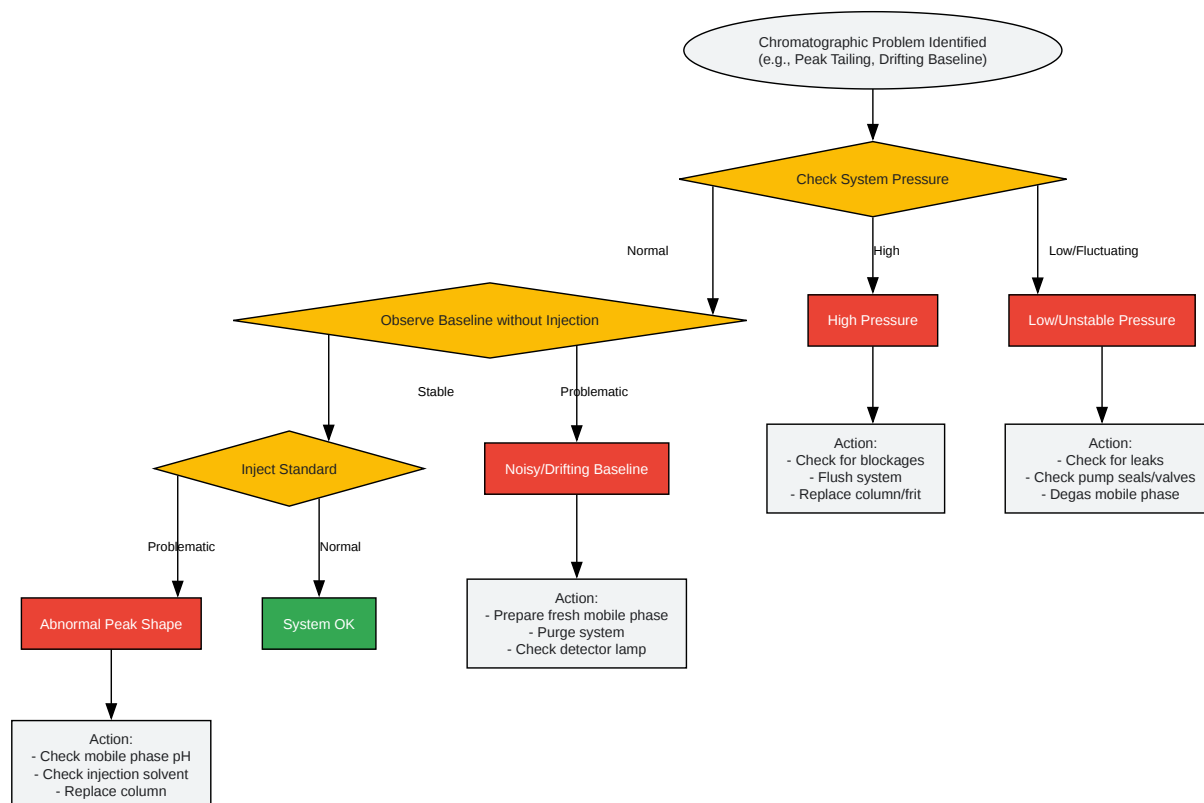 Chromatographic Problem Identified
(e.g., Peak Tailing, Drifting Baseline)
Check System Pressure
Normal
High
Low/Fluctuating
Observe Baseline without Injection
High Pressure
Low/Unstable Pressure
Stable
Problematic
Action:
- Check for blockages
- Flush system
- Replace column/frit
Action:
- Check for leaks
- Check pump seals/valves
- Degas mobile phase
Inject Standard
Noisy/Drifting Baseline
Problematic
Normal
Action:
- Prepare fresh mobile phase
- Purge system
- Check detector lamp
Abnormal Peak Shape
System OK
Action:
- Check mobile phase pH
- Check injection solvent
- Replace column